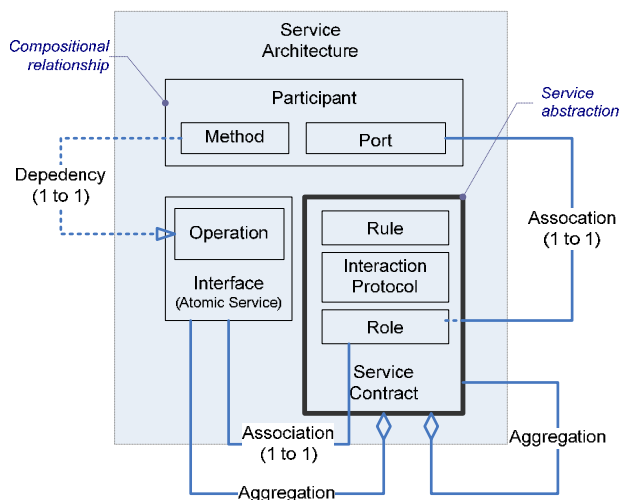 Service
Architecture
Compositional
relationship
Participant
Method
Port
Service
abstraction
Depedency
(1 to 1)
Assocation
(1 to 1)
Operation
Interface
(Atomic Service)
Rule
Interaction
Protocol
Role
Service
Contract
Association
(1 to 1)
Aggregation
Aggregation